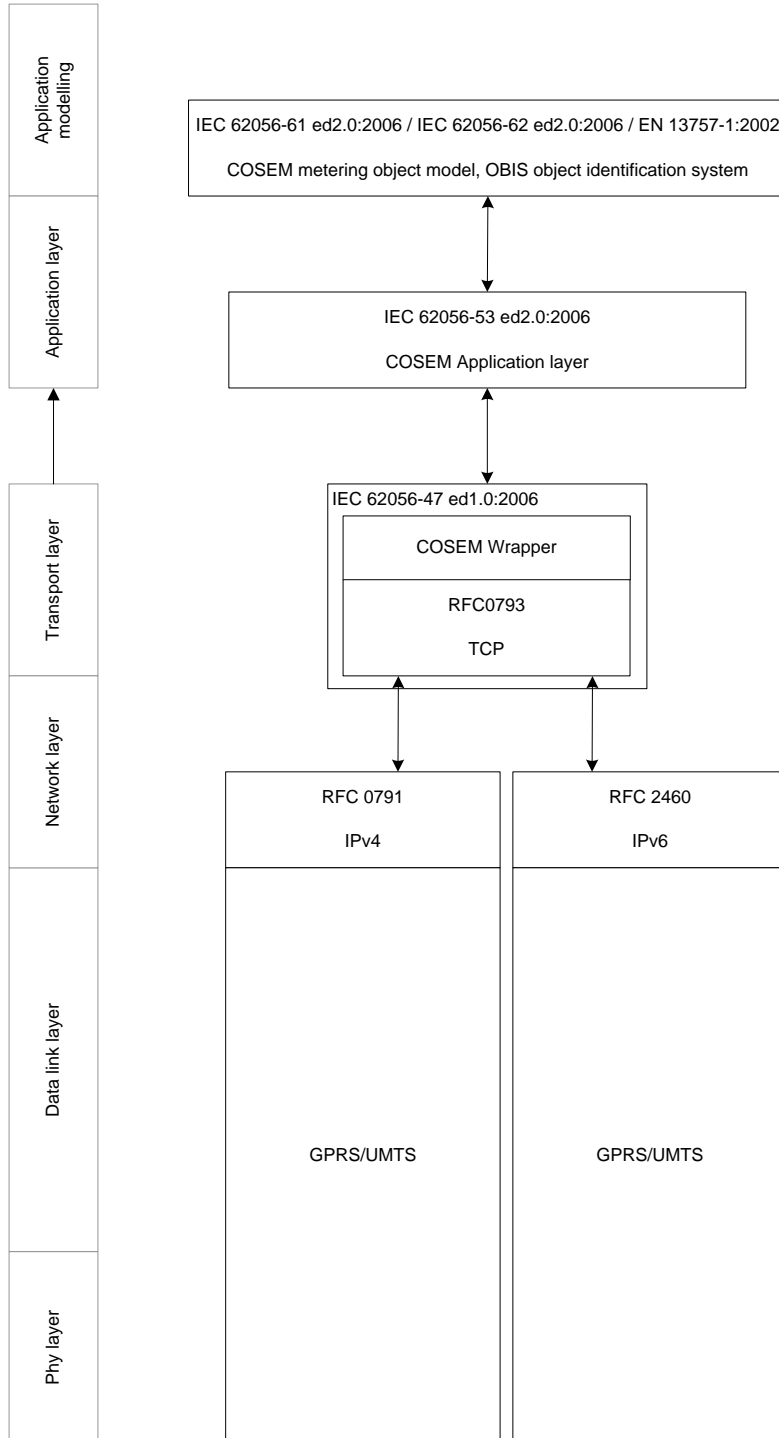 Application
modelling
IEC 62056-61 ed2.0:2006 / IEC 62056-62 ed2.0:2006 / EN 13757-1:2002
COSEM metering object model, OBIS object identification system
Application layer
IEC 62056-53 ed2.0:2006
COSEM Application layer
Transport layer
IEC 62056-47 ed1.0:2006
COSEM Wrapper
RFC0793
TCP
Network layer
RFC 0791
IPv4
RFC 2460
IPv6
Data link layer
GPRS/UMTS
GPRS/UMTS
Phy layer